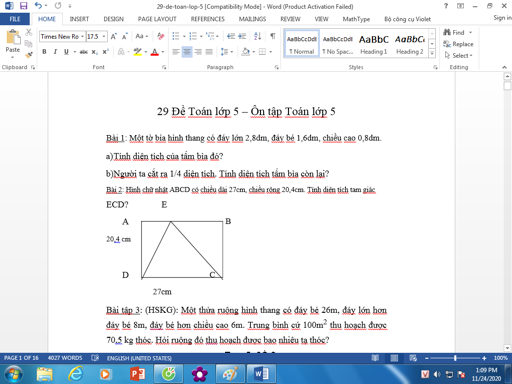 29-de-toan-lop-5 [Compatibility Mode] - Word (Product Activation Failed)
FILE HOME INSERT DESIGN PAGE LAYOUT REFERENCES MAILINGS REVIEW VIEW MathType Bộ công cụ Violet Sign in
Paste
Times New Ro 17.5
Clipboard Font Paragraph Styles Editing
AaBbCcDdI AaBbCcDdI AaBbC AaBbCc
¶ Normal ¶ No Spac... Heading 1 Heading 2
Find
Replace
Select
29 Đề Toán lớp 5 – Ôn tập Toán lớp 5
Bài 1: Một tờ bìa hình thang có đáy lớn 2,8dm, đáy bé 1,6dm, chiều cao 0,8dm.
a)Tính diện tích của tấm bìa đó?
b)Người ta cắt ra 1/4 diện tích. Tính diện tích tấm bìa còn lại?
Bài 2: Hình chữ nhật ABCD có chiều dài 27cm, chiều rộng 20,4cm. Tính diện tích tam giác
ECD?
E
A B
20,4 cm
D C
27cm
Bài tập 3: (HSKG): Một thửa ruộng hình thang có đáy bé 26m, đáy lớn hơn
đáy bé 8m, đáy bé hơn chiều cao 6m. Trung bình cứ 100m² thu hoạch được
70,5 kg thóc. Hỏi ruộng đó thu hoạch được bao nhiêu tạ thóc?
PAGE 1 OF 16 4027 WORDS ENGLISH (UNITED STATES) 100%
1:09 PM
11/24/2020